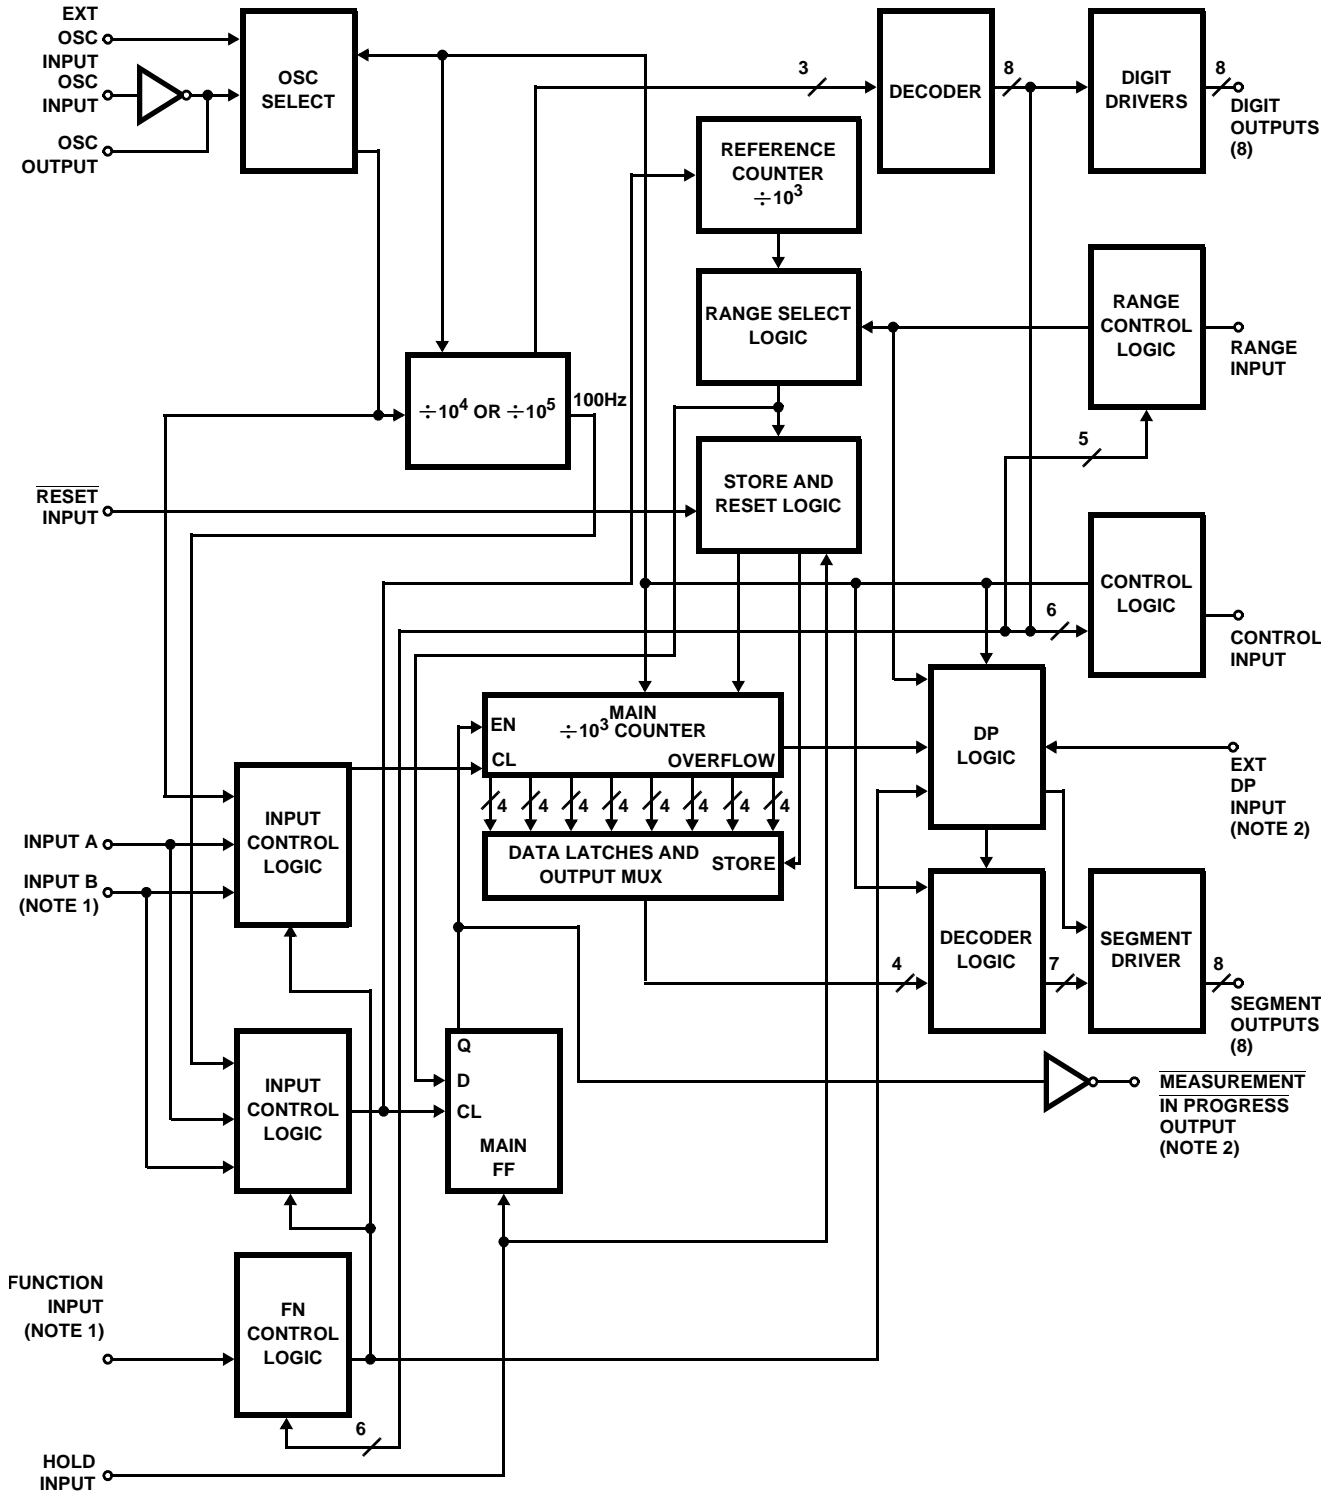 EXT
OSC
INPUT
OSC
INPUT
OSC
OUTPUT
OSC
SELECT
3
DECODER
8
DIGIT
DRIVERS
8
DIGIT
OUTPUTS
(8)
REFERENCE
COUNTER
÷10³
RANGE SELECT
LOGIC
RANGE
CONTROL
LOGIC
RANGE
INPUT
÷10⁴ OR ÷10⁵
100Hz
5
RESET
INPUT
STORE AND
RESET LOGIC
CONTROL
LOGIC
6
CONTROL
INPUT
MAIN
÷10³ COUNTER
EN
CL
OVERFLOW
DP
LOGIC
EXT
DP
INPUT
(NOTE 2)
4
4
4
4
4
4
4
4
INPUT
CONTROL
LOGIC
INPUT A
INPUT B
(NOTE 1)
DATA LATCHES AND
OUTPUT MUX
STORE
4
DECODER
LOGIC
7
SEGMENT
DRIVER
8
SEGMENT
OUTPUTS
(8)
INPUT
CONTROL
LOGIC
Q
D
CL
MAIN
FF
MEASUREMENT
IN PROGRESS
OUTPUT
(NOTE 2)
FUNCTION
INPUT
(NOTE 1)
FN
CONTROL
LOGIC
6
HOLD
INPUT